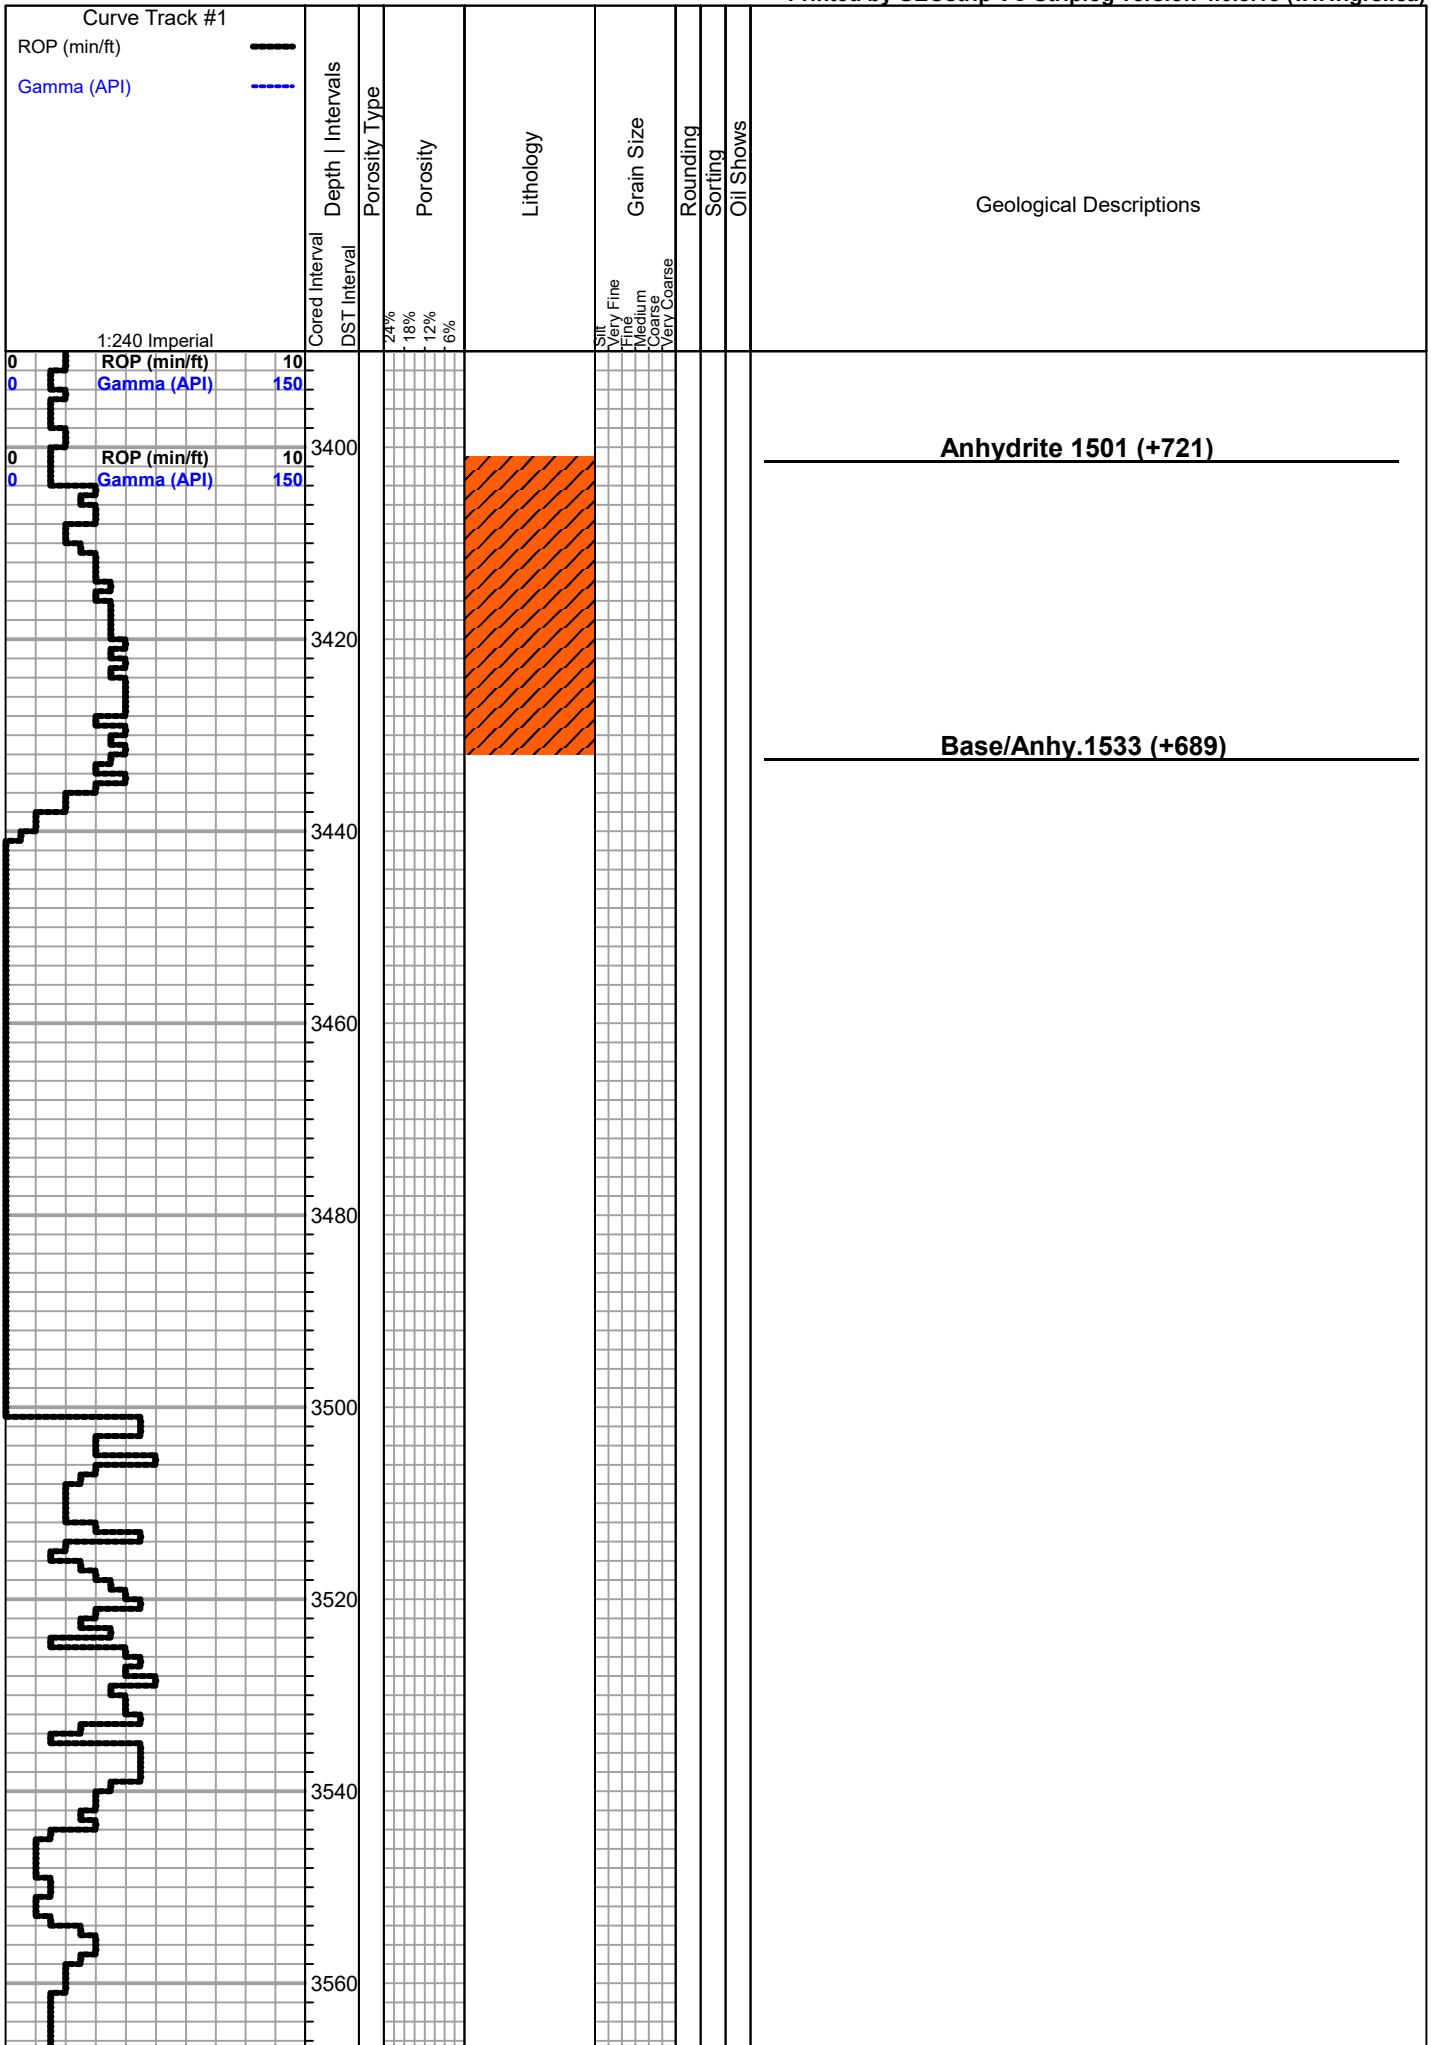 Curve Track #1
ROP (min/ft)
Gamma (API)
1:240 Imperial
Depth | Intervals
Cored Interval
DST Interval
Porosity Type
Porosity
24%
18%
12%
6%
Lithology
Grain Size
Silt
Very Fine
Fine
Medium
Coarse
Very Coarse
Rounding
Sorting
Oil Shows
Geological Descriptions
0 ROP (min/ft) 10
0 Gamma (API) 150
3400
Anhydrite 1501 (+721)
0 ROP (min/ft) 10
0 Gamma (API) 150
3420
Base/Anhy.1533 (+689)
3440
3460
3480
3500
3520
3540
3560